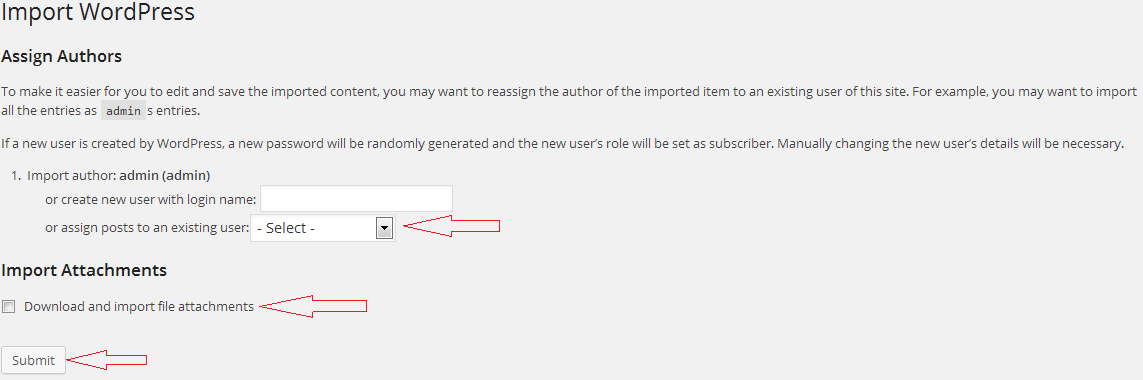 Import WordPress
Assign Authors
To make it easier for you to edit and save the imported content, you may want to reassign the author of the imported item to an existing user of this site. For example, you may want to import
all the entries as admin s entries.
If a new user is created by WordPress, a new password will be randomly generated and the new user's role will be set as subscriber. Manually changing the new user's details will be necessary.
1. Import author: admin (admin)
or create new user with login name:
or assign posts to an existing user: - Select -
Import Attachments
Download and import file attachments
Submit